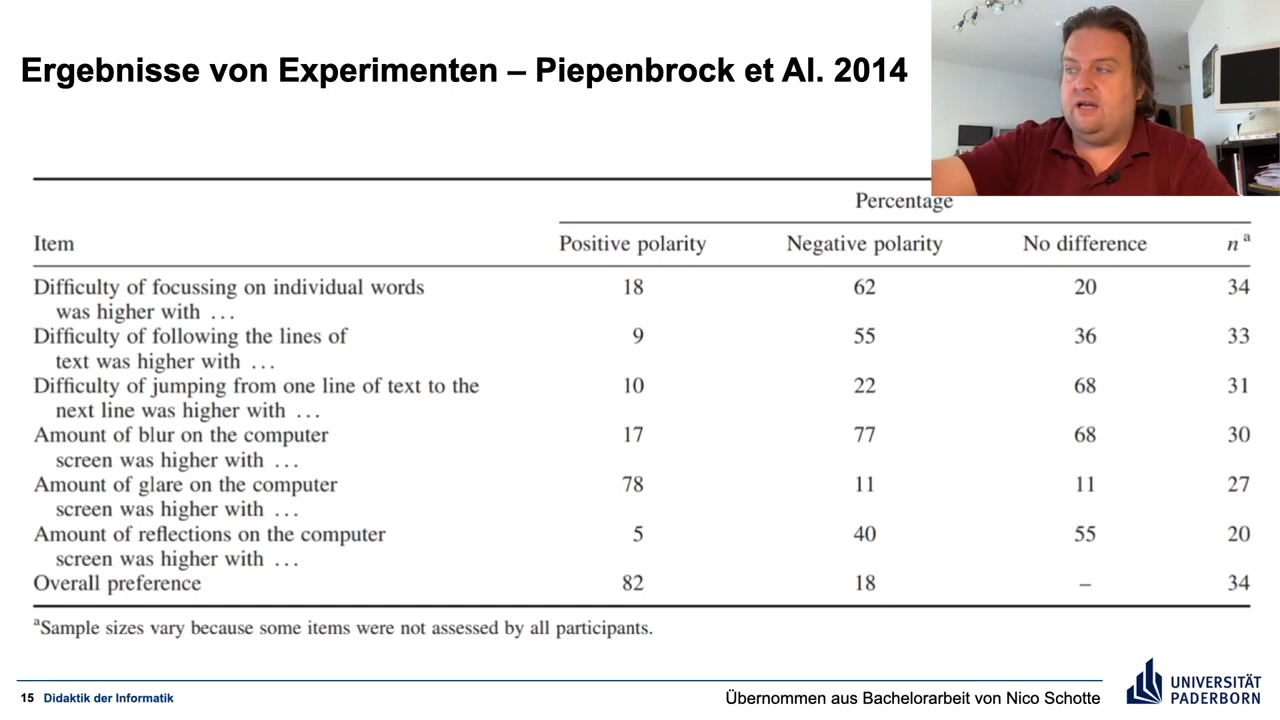 Ergebnisse von Experimenten – Piepenbrock et Al. 2014
Percentage
Item Positive polarity Negative polarity No difference n a
Difficulty of focussing on individual words 18 62 20 34
was higher with ...
Difficulty of following the lines of 9 55 36 33
text was higher with ...
Difficulty of jumping from one line of text to the 10 22 68 31
next line was higher with ...
Amount of blur on the computer 17 77 68 30
screen was higher with ...
Amount of glare on the computer 78 11 11 27
screen was higher with ...
Amount of reflections on the computer 5 40 55 20
screen was higher with ...
Overall preference 82 18 – 34
aSample sizes vary because some items were not assessed by all participants.
15 Didaktik der Informatik
Übernommen aus Bachelorarbeit von Nico Schotte
UNIVERSITÄT
PADERBORN